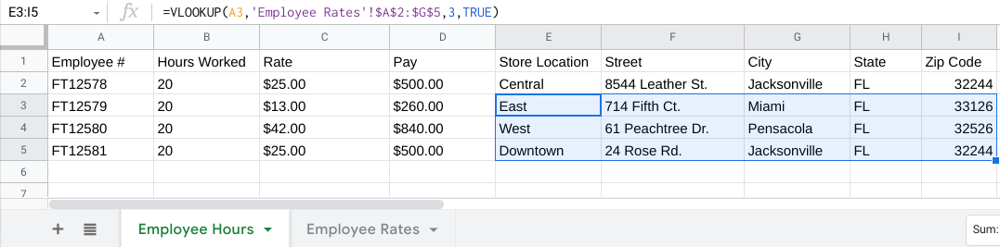 E3:I5 fx =VLOOKUP(A3,'Employee Rates'!$A$2:$G$5,3,TRUE)
A B C D E F G H I
1 Employee # Hours Worked Rate Pay Store Location Street City State Zip Code
2 FT12578 20 $25.00 $500.00 Central 8544 Leather St. Jacksonville FL 32244
3 FT12579 20 $13.00 $260.00 East 714 Fifth Ct. Miami FL 33126
4 FT12580 20 $42.00 $840.00 West 61 Peachtree Dr. Pensacola FL 32526
5 FT12581 20 $25.00 $500.00 Downtown 24 Rose Rd. Jacksonville FL 32244
6
7
+ Employee Hours Employee Rates Sum: